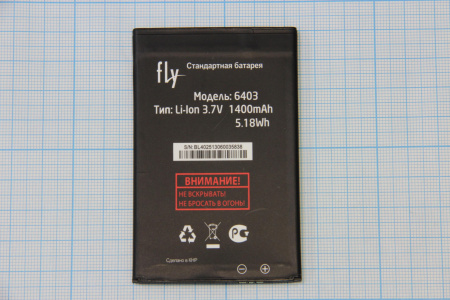 fly Стандартная батарея
Модель: 6403
Тип: Li-Ion 3.7V 1400mAh
5.18Wh
S/N: BL402513060035638
ВНИМАНИЕ!
НЕ ВСКРЫВАТЬ!
НЕ БРОСАТЬ В ОГОНЬ!
Сделано в КНР